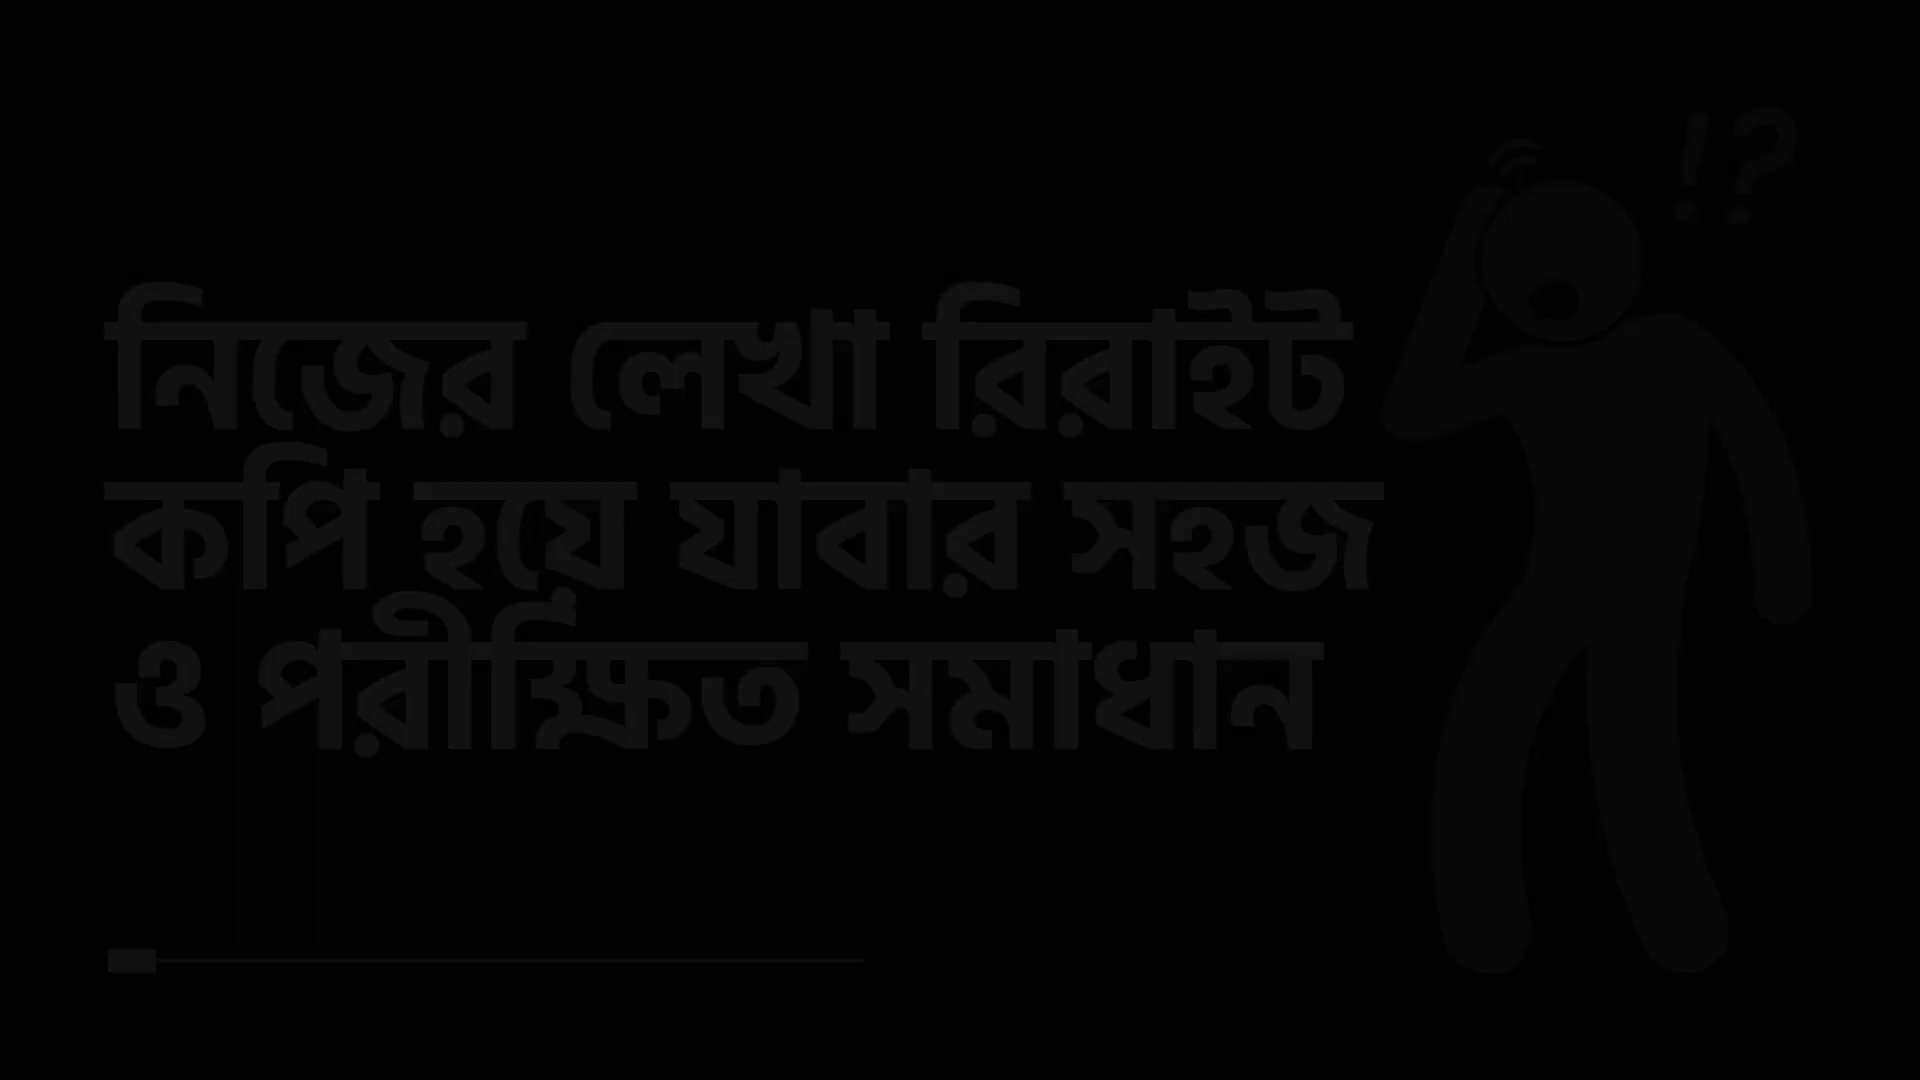 নিজের লেখা রিরাইট
কপি হয়ে যাবার সহজ
ও পরীক্ষিত সমাধান
!?